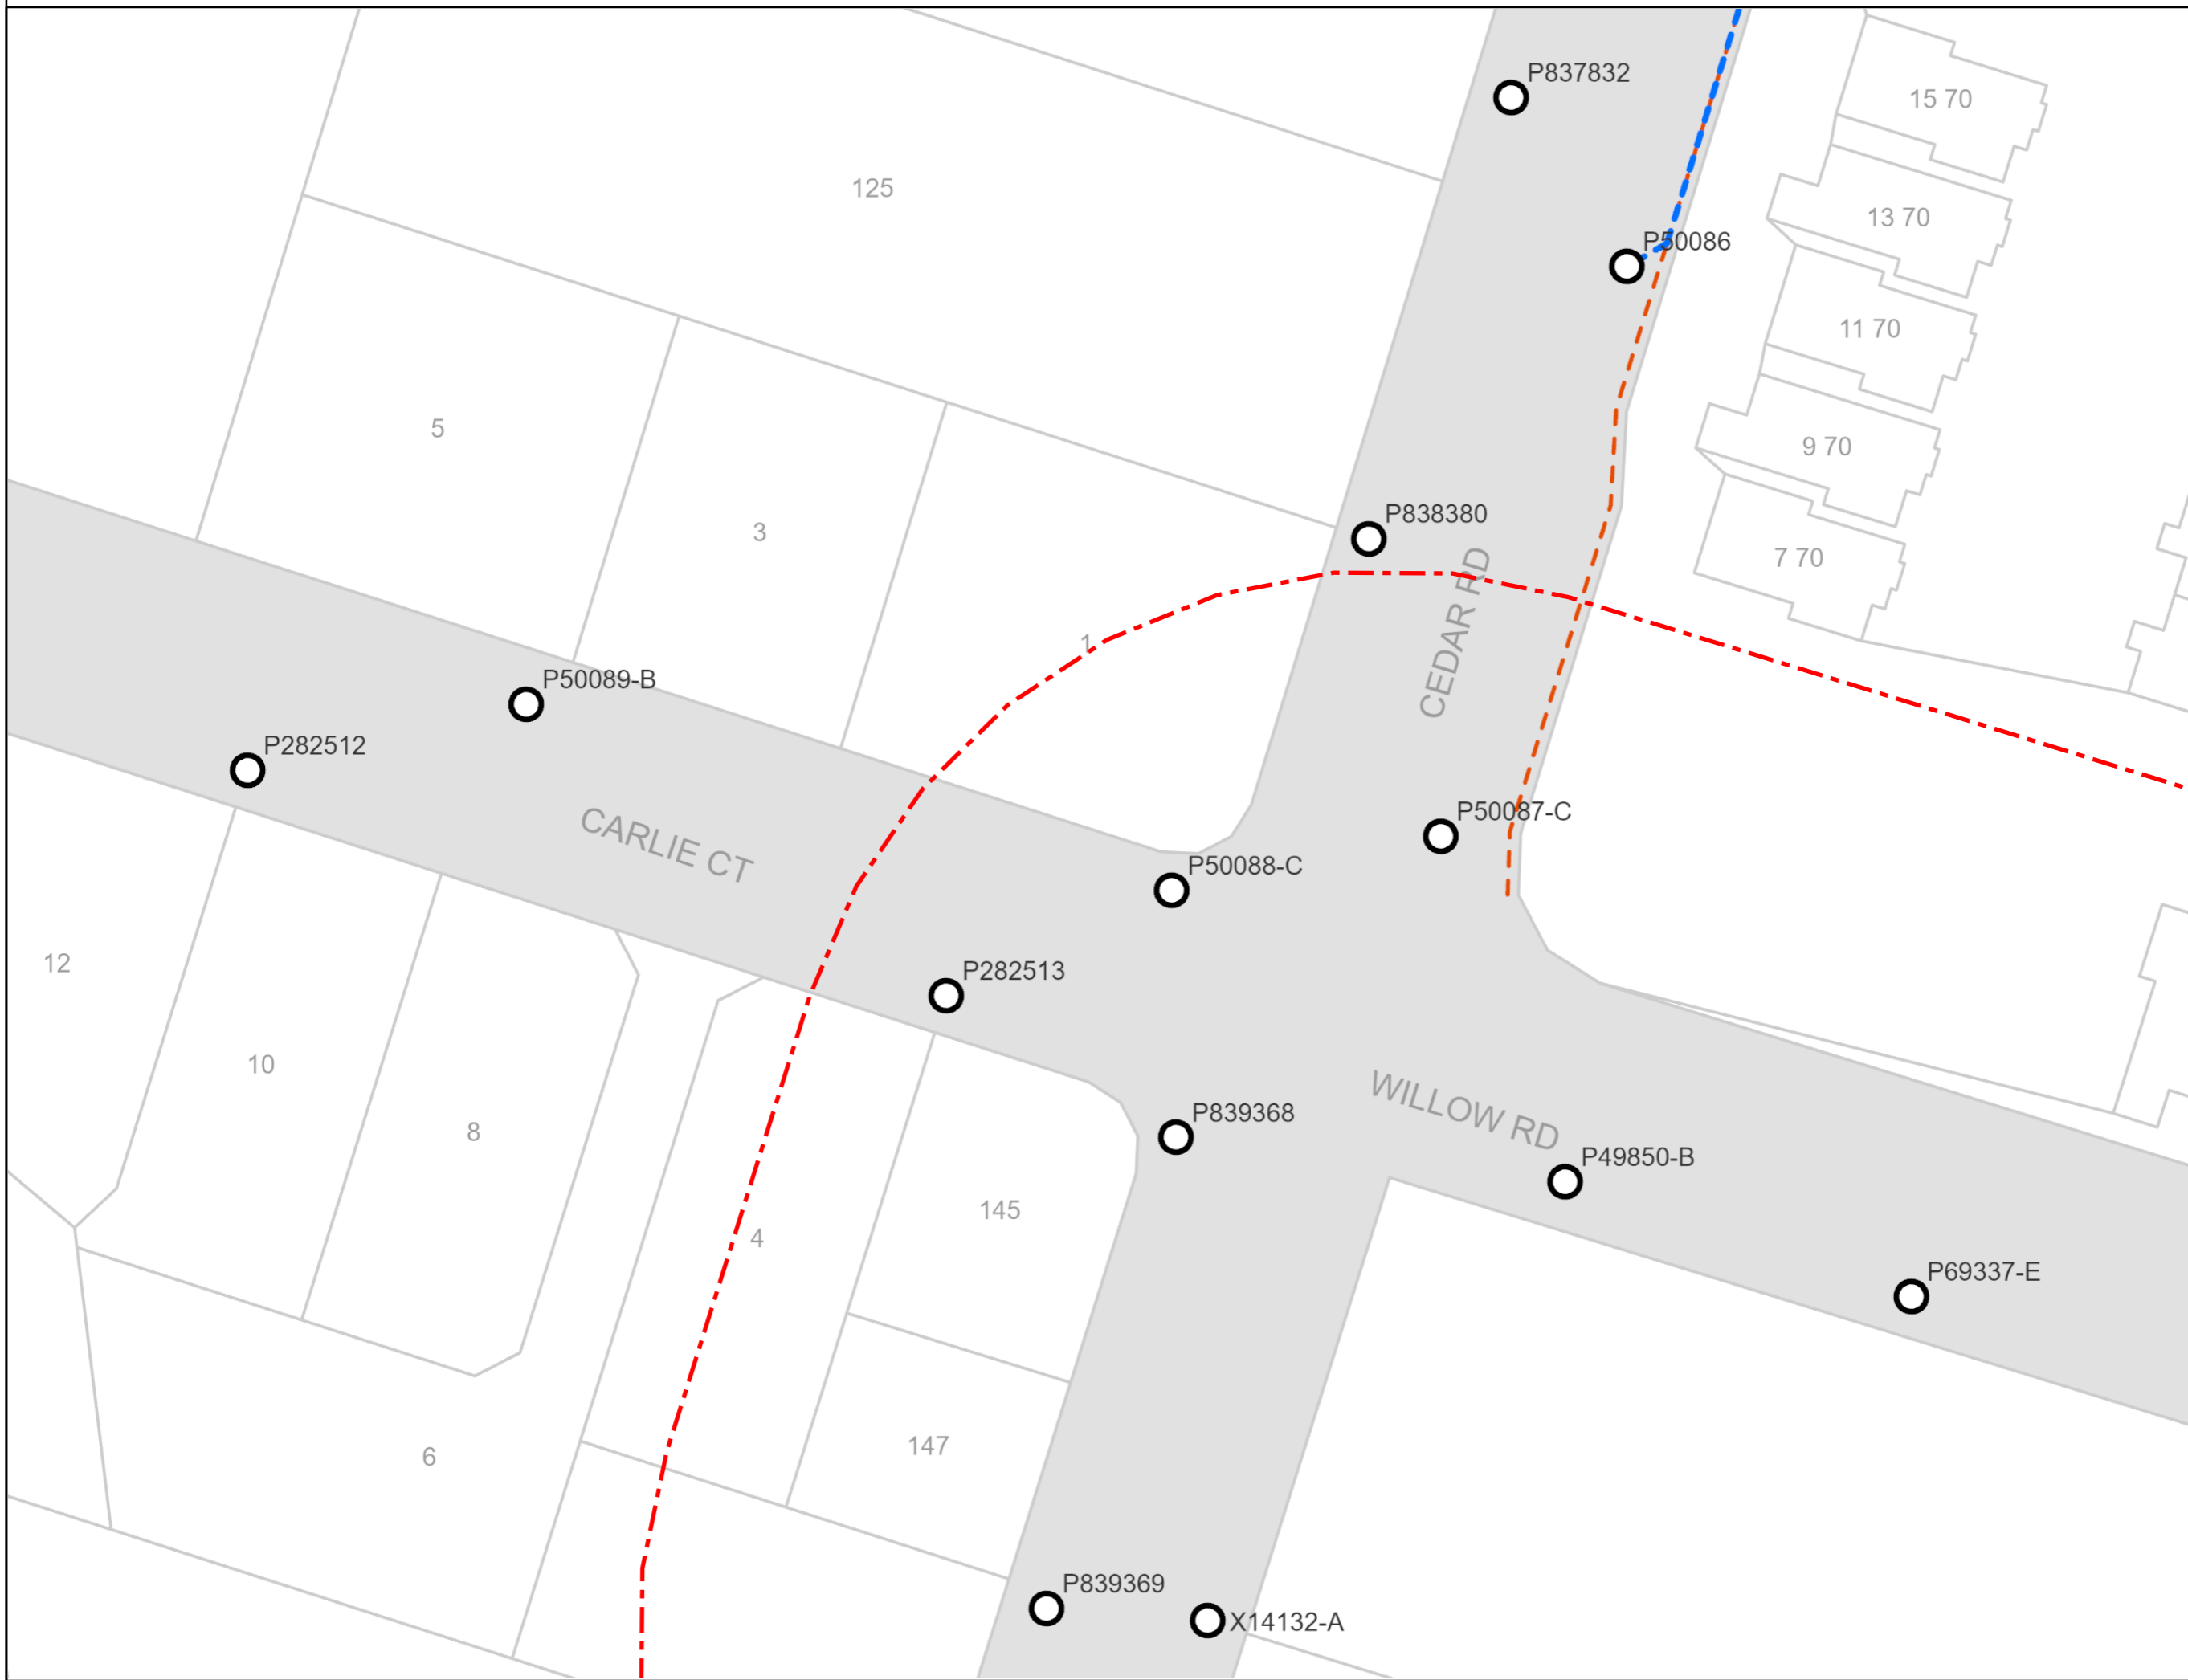 P837832
15 70
125
13 70
P50086
11 70
5
9 70
P838380
3
7 70
CEDAR RD
1
P50089-B
P282512
P50087-C
CARLIE CT
P50088-C
12
P282513
10
WILLOW RD
P839368
8
P49850-B
145
4
P69337-E
147
6
P839369
X14132-A